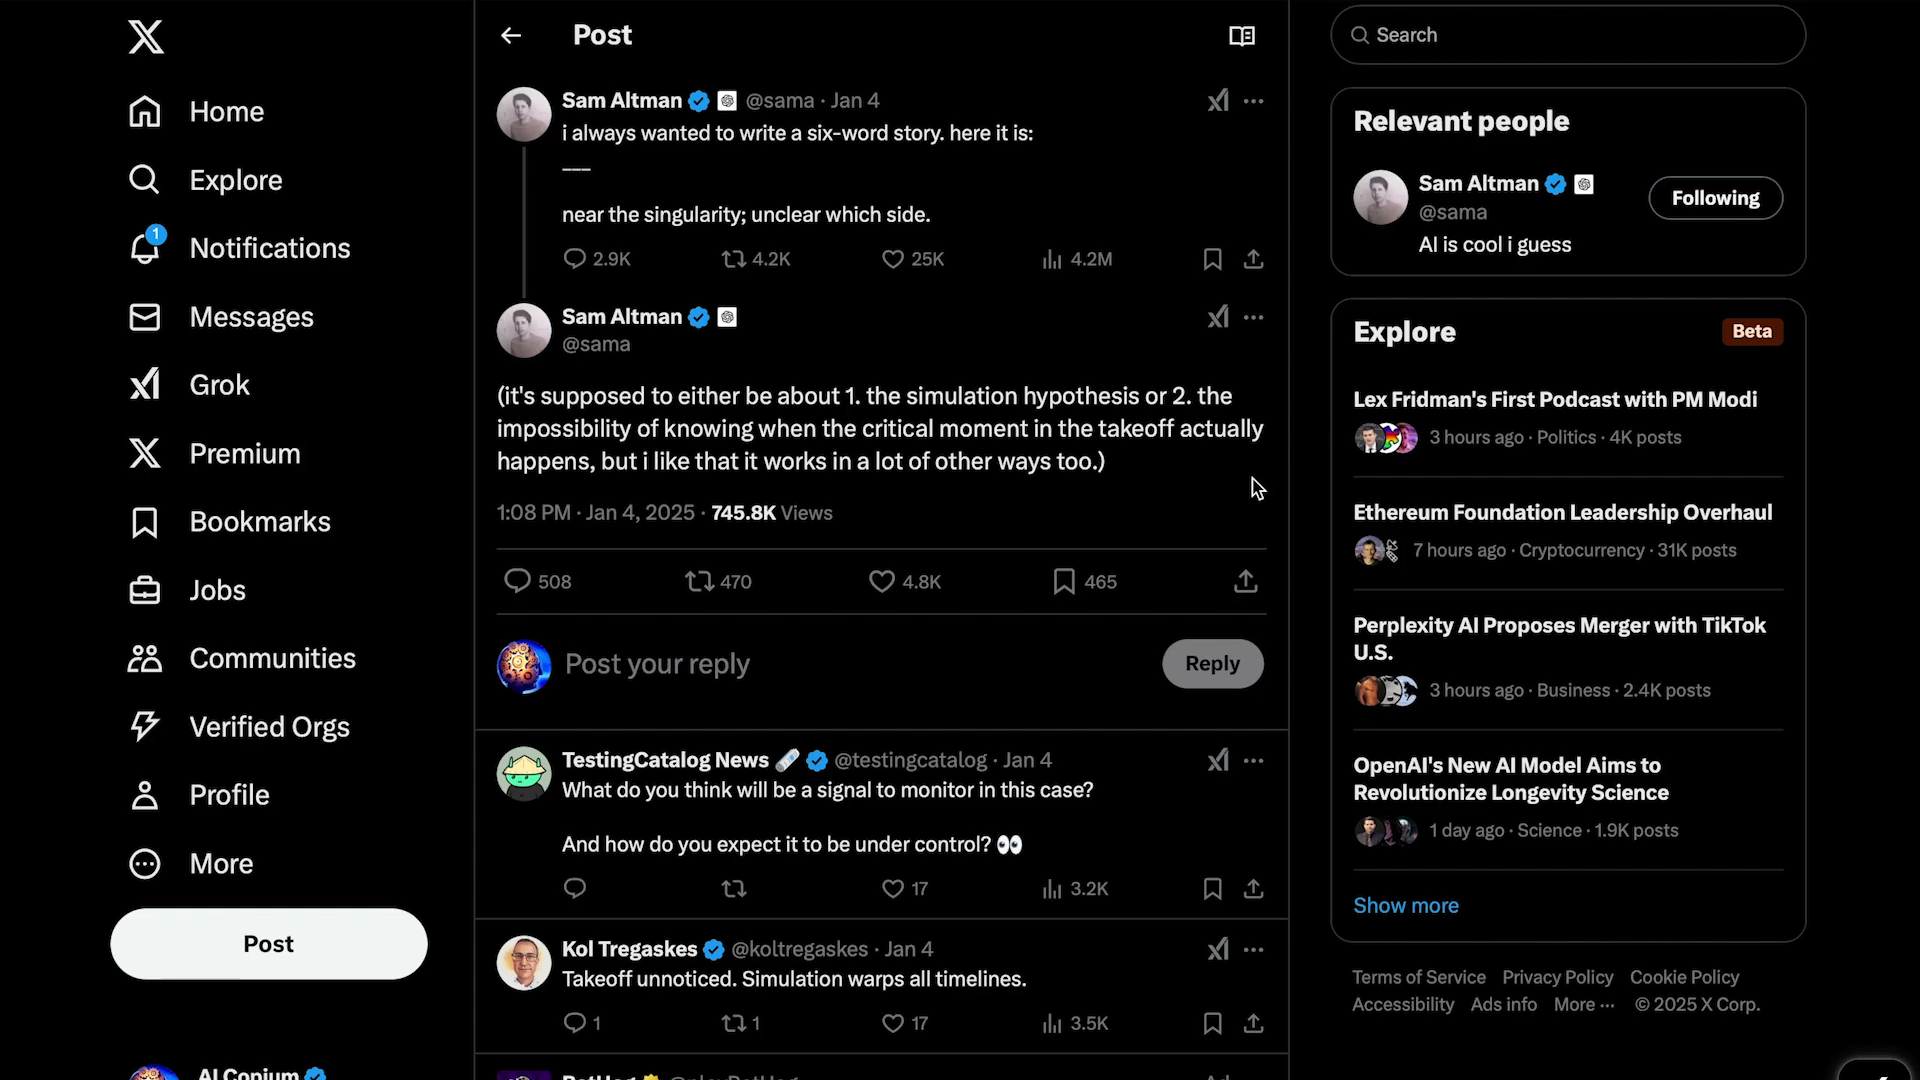 Home
Explore
1
Notifications
Messages
Grok
Premium
Bookmarks
Jobs
Communities
Verified Orgs
Profile
More
Post
AI Copium
Post
Sam Altman @sama · Jan 4
i always wanted to write a six-word story. here it is:
___
near the singularity; unclear which side.
2.9K 4.2K 25K 4.2M
Sam Altman
@sama
(it's supposed to either be about 1. the simulation hypothesis or 2. the
impossibility of knowing when the critical moment in the takeoff actually
happens, but i like that it works in a lot of other ways too.)
1:08 PM · Jan 4, 2025 · 745.8K Views
508 470 4.8K 465
Post your reply
Reply
TestingCatalog News @testingcatalog · Jan 4
What do you think will be a signal to monitor in this case?
And how do you expect it to be under control? 👀
17 3.2K
Kol Tregaskes @koltregaskes · Jan 4
Takeoff unnoticed. Simulation warps all timelines.
1 1 17 3.5K
Search
Relevant people
Sam Altman
@sama
Following
AI is cool i guess
Explore
Beta
Lex Fridman's First Podcast with PM Modi
3 hours ago · Politics · 4K posts
Ethereum Foundation Leadership Overhaul
7 hours ago · Cryptocurrency · 31K posts
Perplexity AI Proposes Merger with TikTok
U.S.
3 hours ago · Business · 2.4K posts
OpenAI's New AI Model Aims to
Revolutionize Longevity Science
1 day ago · Science · 1.9K posts
Show more
Terms of Service Privacy Policy Cookie Policy
Accessibility Ads info More ··· © 2025 X Corp.